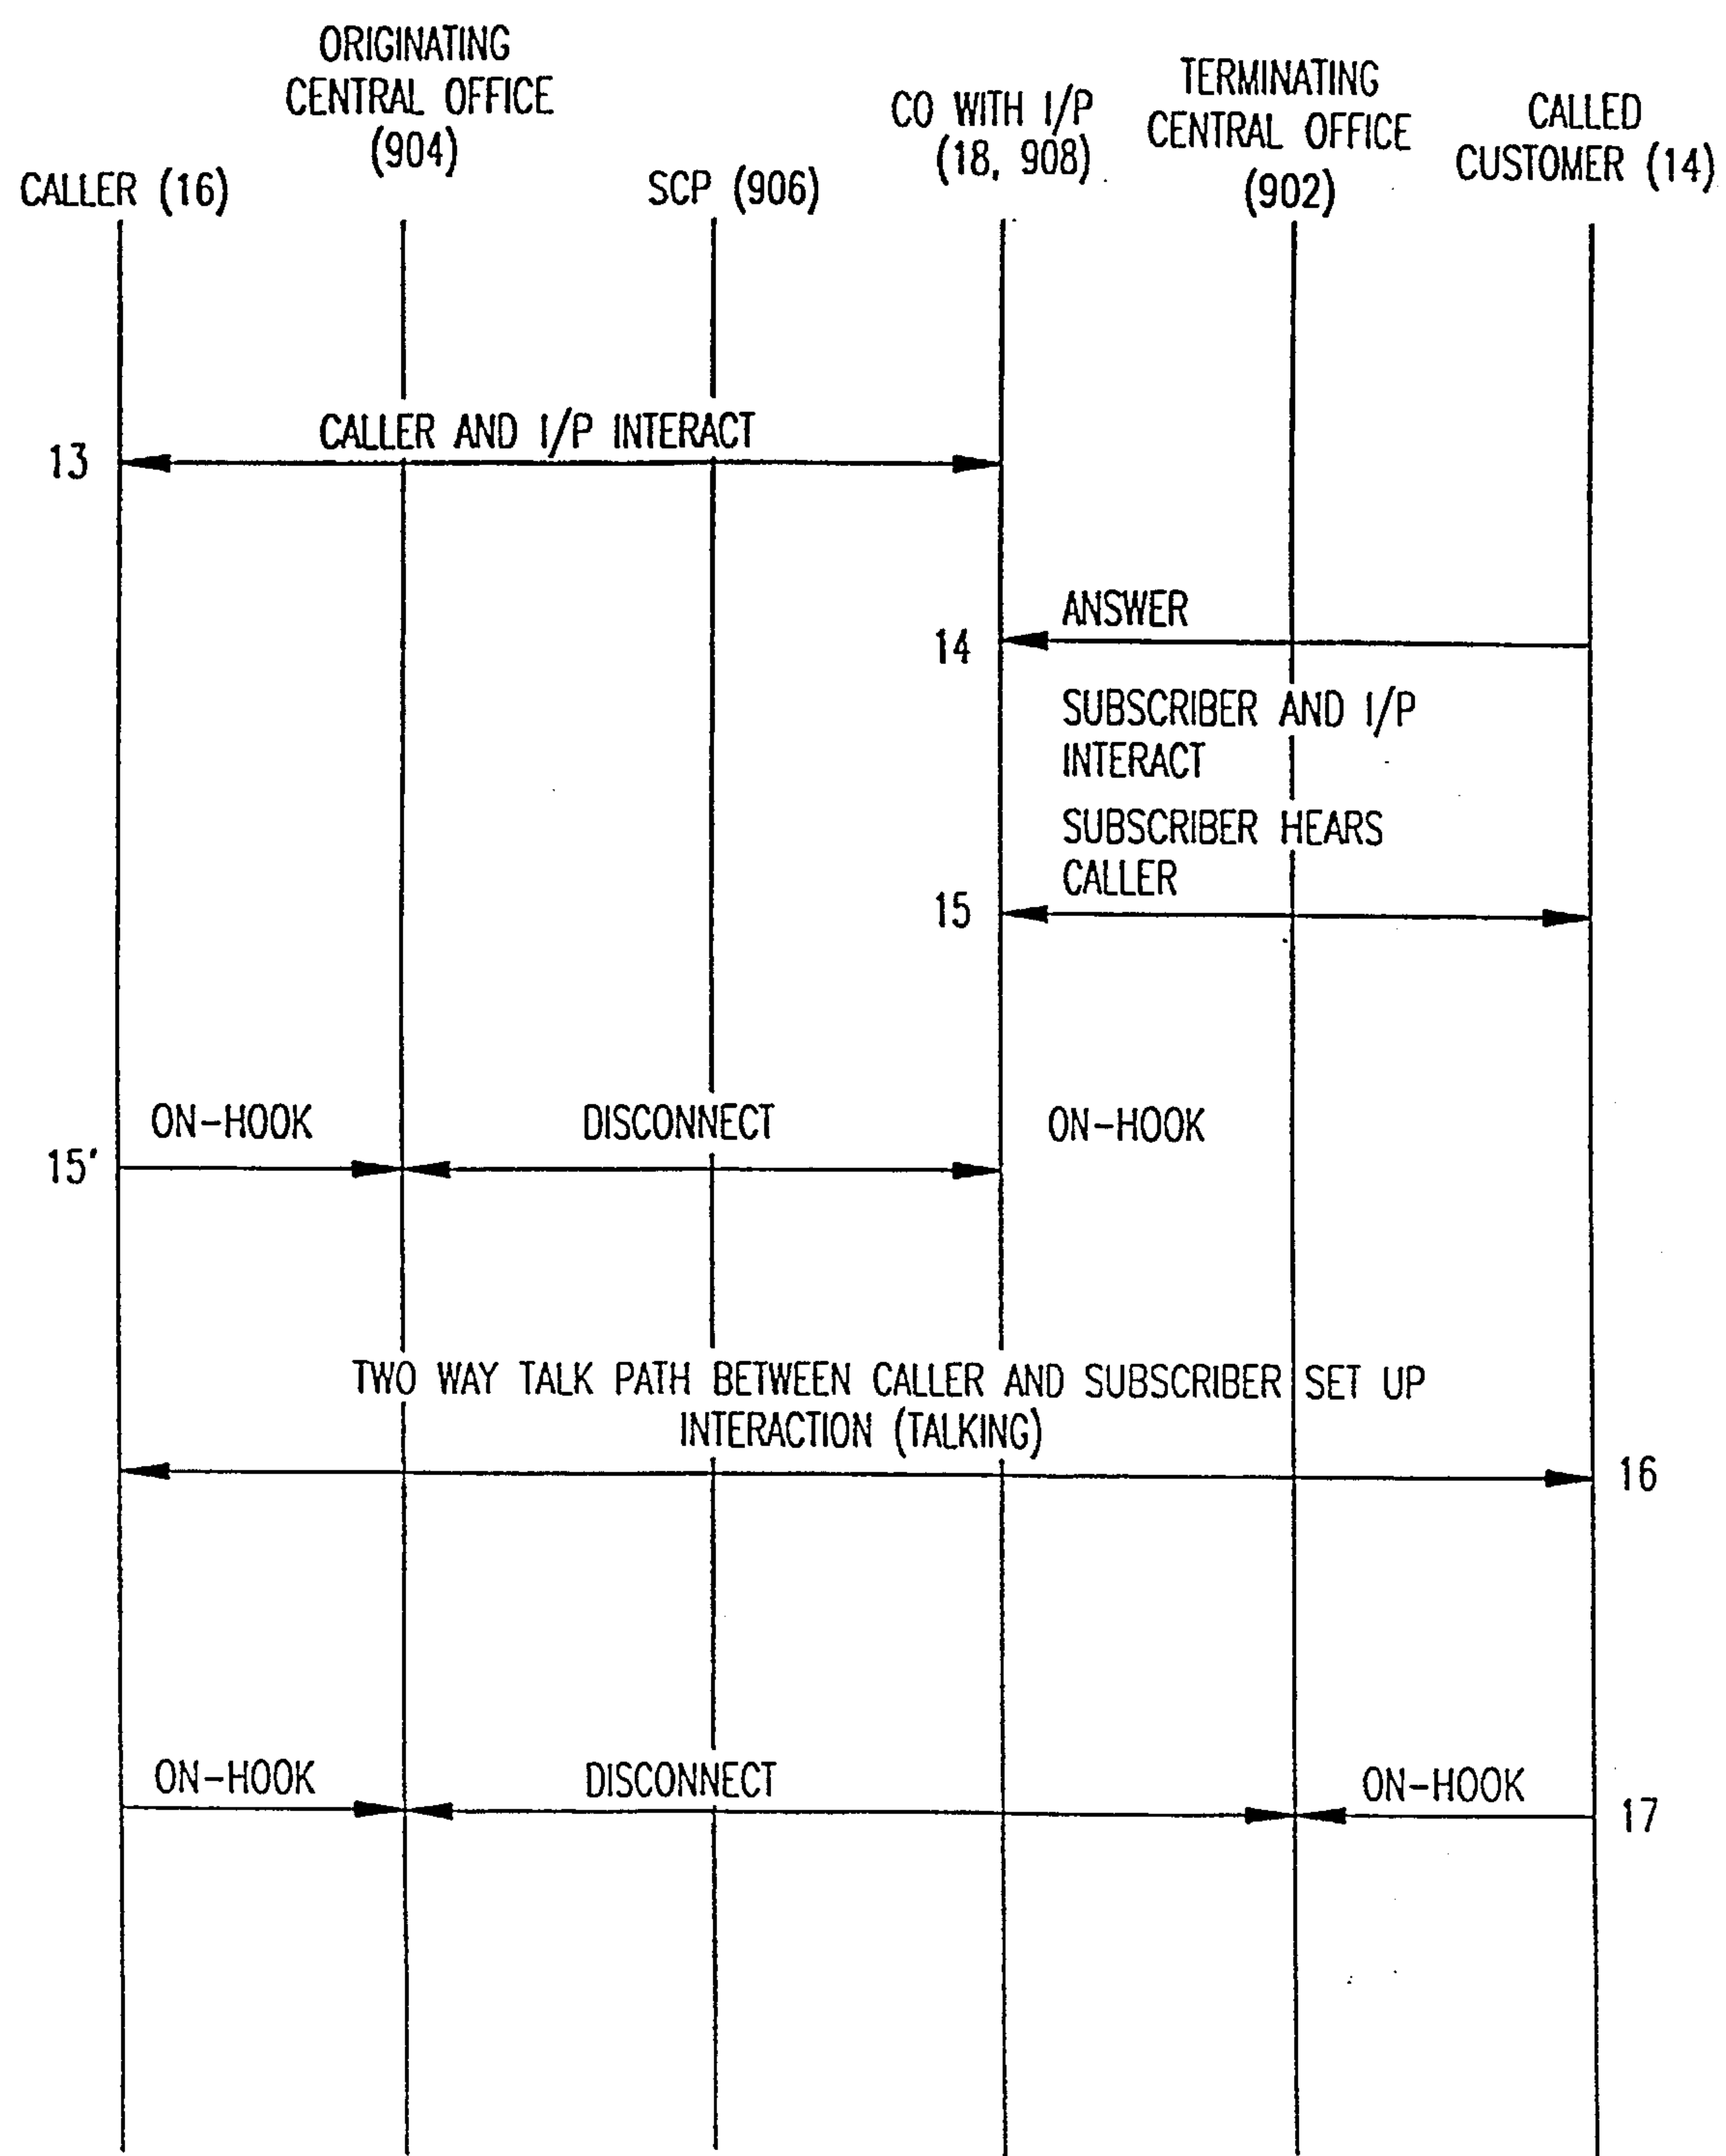 ORIGINATING
CENTRAL OFFICE
(904)
CALLER (16)
SCP (906)
CO WITH I/P
(18, 908)
TERMINATING
CENTRAL OFFICE
(902)
CALLED
CUSTOMER (14)
CALLER AND I/P INTERACT
13
ANSWER
14
SUBSCRIBER AND I/P
INTERACT
SUBSCRIBER HEARS
CALLER
15
ON-HOOK
DISCONNECT
ON-HOOK
15'
TWO WAY TALK PATH BETWEEN CALLER AND SUBSCRIBER SET UP
INTERACTION (TALKING)
16
ON-HOOK
DISCONNECT
ON-HOOK
17